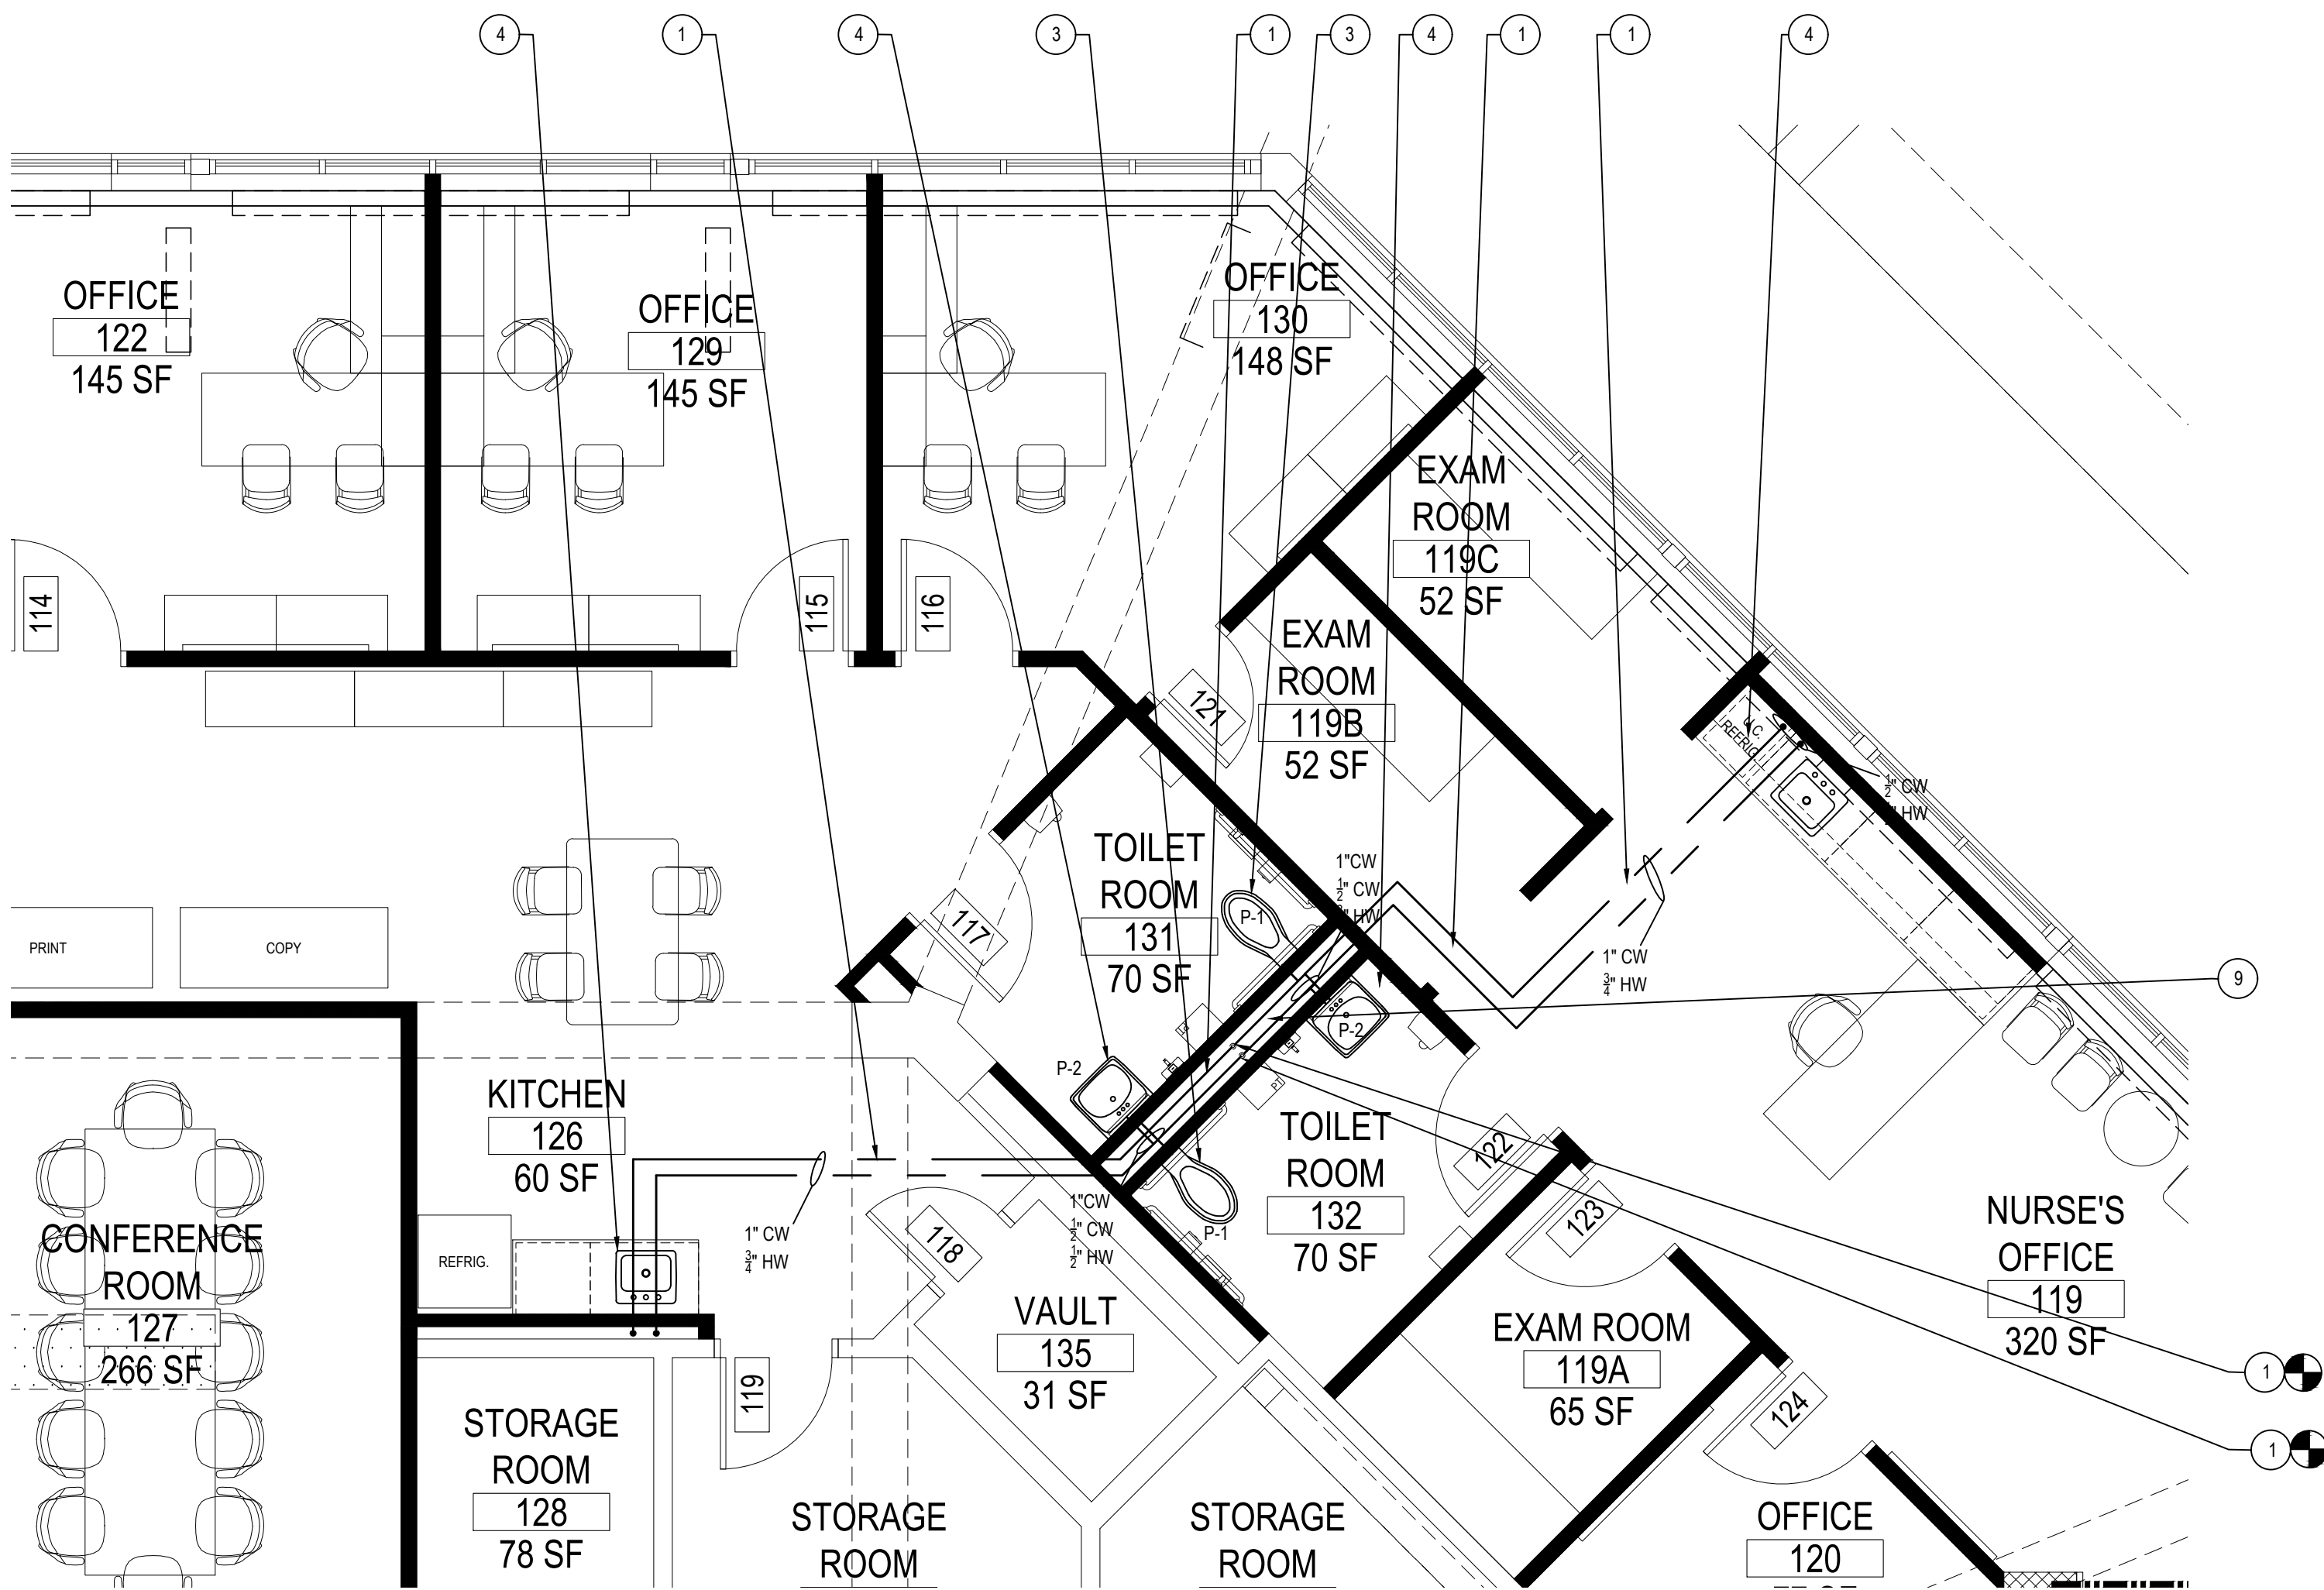 4
1
4
3
1
3
4
1
1
4
OFFICE
122
145 SF
OFFICE
129
145 SF
OFFICE
130
148 SF
EXAM
ROOM
119C
52 SF
EXAM
ROOM
119B
52 SF
114
115
116
121
U.C.
REFRIG.
1/2" CW
" HW
TOILET
ROOM
131
70 SF
P-1
1"CW
1/2" CW
" HW
117
PRINT
COPY
1" CW
3/4" HW
9
P-2
P-2
KITCHEN
126
60 SF
TOILET
ROOM
132
70 SF
122
P-1
1"CW
1/2" CW
1/2" HW
1" CW
3/4" HW
REFRIG.
118
123
NURSE'S
OFFICE
119
320 SF
CONFERENCE
ROOM
127
266 SF
VAULT
135
31 SF
EXAM ROOM
119A
65 SF
1
119
124
STORAGE
ROOM
128
78 SF
1
STORAGE
ROOM
STORAGE
ROOM
OFFICE
120